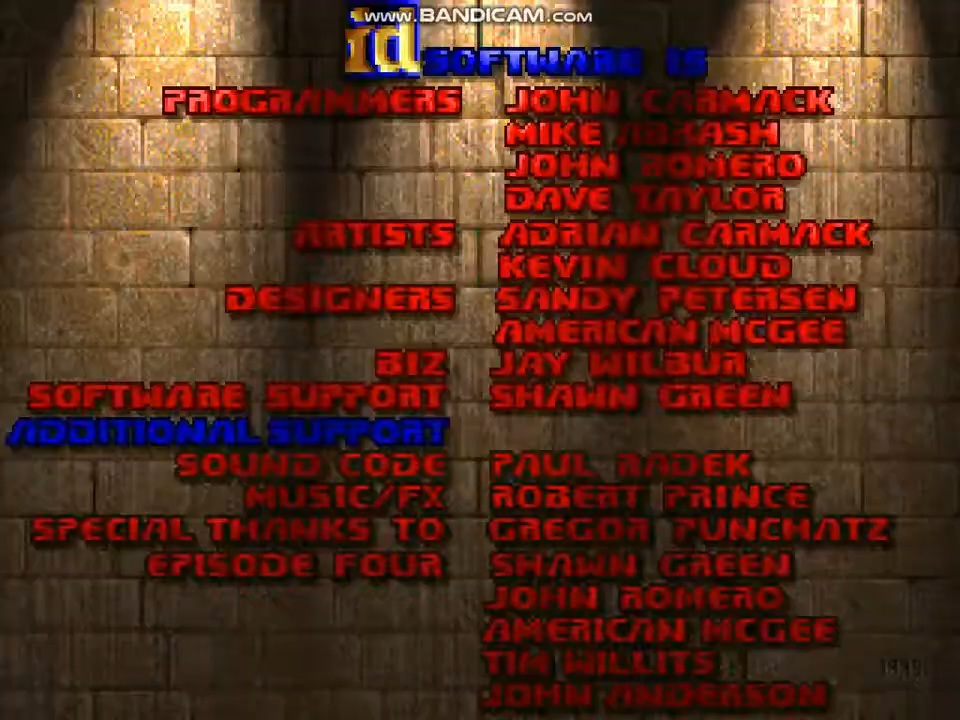 WWW.BANDICAM.COM
id SOFTWARE IS
PROGRAMMERS JOHN CARMACK
MIKE ABRASH
JOHN ROMERO
DAVE TAYLOR
ARTISTS ADRIAN CARMACK
KEVIN CLOUD
DESIGNERS SANDY PETERSEN
AMERICAN MCGEE
BIZ JAY WILBUR
SOFTWARE SUPPORT SHAWN GREEN
ADDITIONAL SUPPORT
SOUND CODE PAUL RADEK
MUSIC/FX ROBERT PRINCE
SPECIAL THANKS TO GREGOR PUNCHATZ
EPISODE FOUR SHAWN GREEN
JOHN ROMERO
AMERICAN MCGEE
TIM WILLITS
JOHN ANDERSON